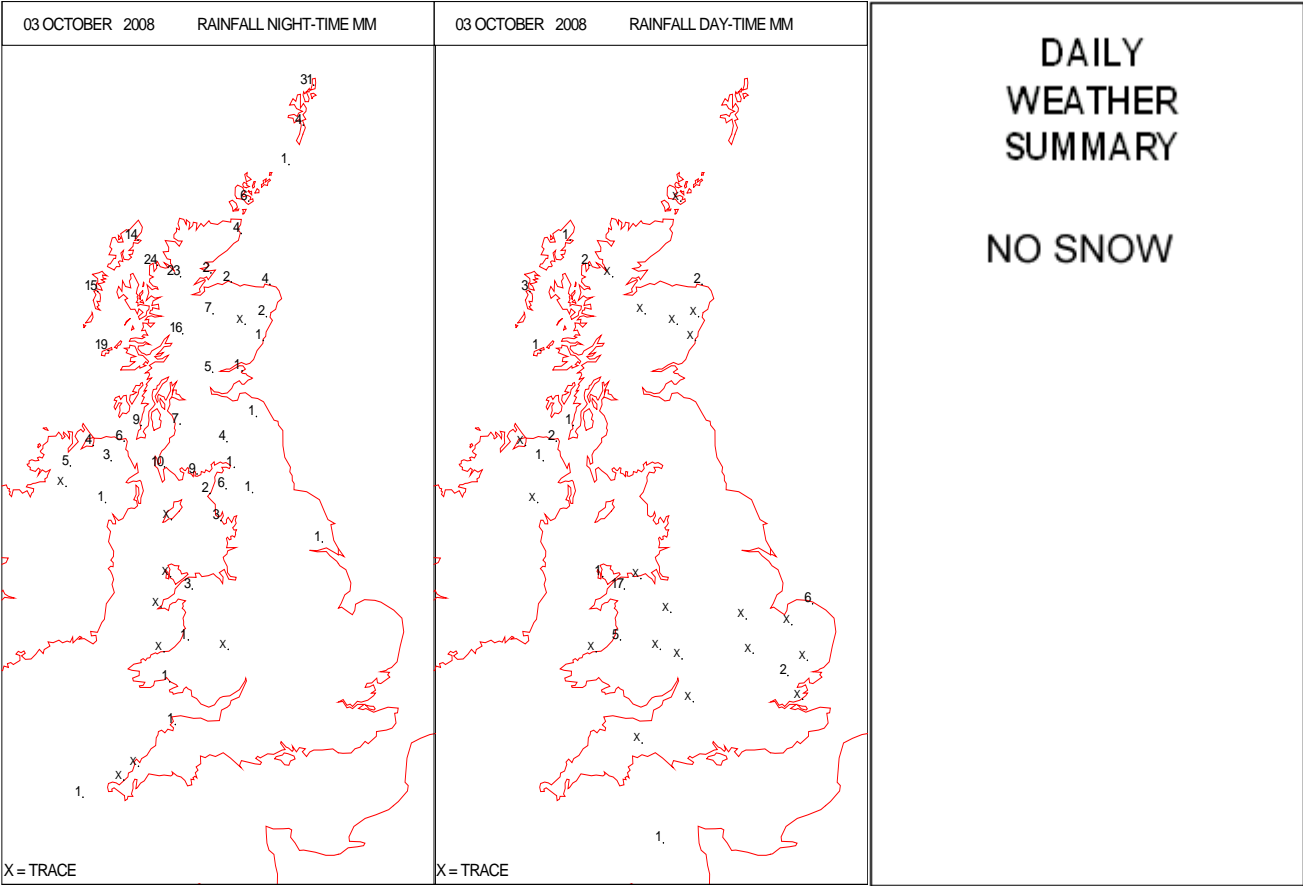 03 OCTOBER 2008 RAINFALL NIGHT-TIME MM
31.
4.
1.
6.
14.
4.
24.
23.
2.
2.
4.
15.
7.
2.
X.
16.
1.
19.
5.
1.
1.
9.
7.
4.
6.
4.
3.
5.
10.
9.
1.
X.
2.
6.
1.
1.
X.
3.
1.
X.
3.
X.
1.
X.
X.
1.
1.
X.
X.
1.
X = TRACE
03 OCTOBER 2008 RAINFALL DAY-TIME MM
X.
1.
2.
X.
2.
3.
X.
X.
X.
X.
1.
1.
2.
X.
1.
X.
1.
X.
17.
6.
X.
X.
X.
5.
X.
X.
X.
X.
X.
2.
X.
X.
X.
1.
X = TRACE
DAILY
WEATHER
SUMMARY
NO SNOW